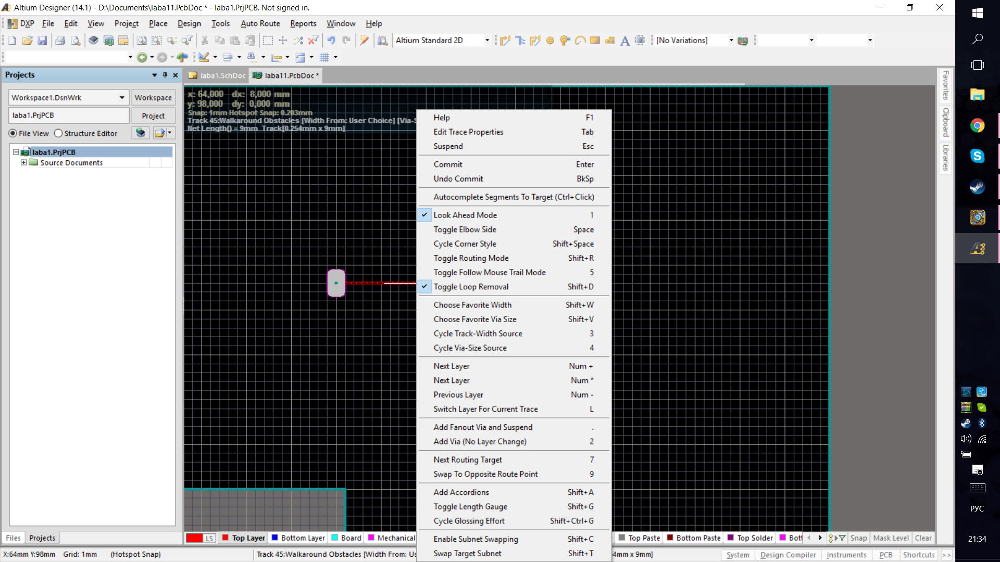 Altium Designer (14.1) - D:\Documents\laba11.PcbDoc * - laba1.PrjPCB. Not signed in.
DXP File Edit View Project Place Design Tools Auto Route Reports Window Help
Altium Standard 2D
[No Variations]
Projects
laba1.SchDoc
laba11.PcbDoc *
Workspace1.DsnWrk
Workspace
laba1.PrjPCB
Project
File View
Structure Editor
laba1.PrjPCB
Source Documents
x: 64,000 dx: 8,000 mm
y: 98,000 dy: 0,000 mm
Snap: 1mm Hotspot Snap: 0.203mm
Track 45:Walkaround Obstacles [Width From: User Choice] [Via-S
Net Length() = 9mm Track[0.254mm x 9mm]
Help F1
Edit Trace Properties Tab
Suspend Esc
Commit Enter
Undo Commit BkSp
Autocomplete Segments To Target (Ctrl+Click)
Look Ahead Mode 1
Toggle Elbow Side Space
Cycle Corner Style Shift+Space
Toggle Routing Mode Shift+R
Toggle Follow Mouse Trail Mode 5
Toggle Loop Removal Shift+D
Choose Favorite Width Shift+W
Choose Favorite Via Size Shift+V
Cycle Track-Width Source 3
Cycle Via-Size Source 4
Next Layer Num +
Next Layer Num *
Previous Layer Num -
Switch Layer For Current Trace L
Add Fanout Via and Suspend .
Add Via (No Layer Change) 2
Next Routing Target 7
Swap To Opposite Route Point 9
Add Accordions Shift+A
Toggle Length Gauge Shift+G
Cycle Glossing Effort Shift+Ctrl+G
Enable Subnet Swapping Shift+C
Swap Target Subnet Shift+T
Favorites
Clipboard
Libraries
Files
Projects
LS
Top Layer
Bottom Layer
Board
Mechanical
Top Paste
Bottom Paste
Top Solder
Bott
Snap
Mask Level
Clear
X:64mm Y:98mm Grid: 1mm (Hotspot Snap)
Track 45:Walkaround Obstacles [Width From: Us
4mm x 9mm]
System
Design Compiler
Instruments
PCB
Shortcuts
>>
РУС
21:34